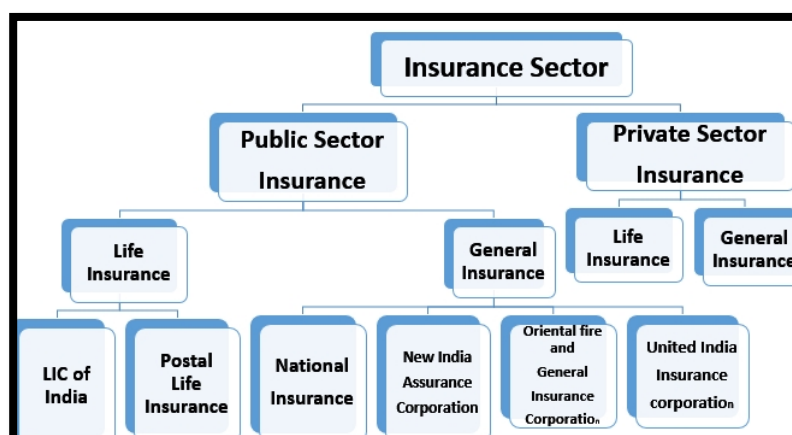 Insurance Sector
Public Sector
Insurance
Private Sector
Insurance
Life
Insurance
General
Insurance
Life
Insurance
General
Insurance
LIC of
India
Postal
Life
Insurance
National
Insurance
New India
Assurance
Corporation
Oriental fire
and
General
Insurance
Corporation
United India
Insurance
corporation